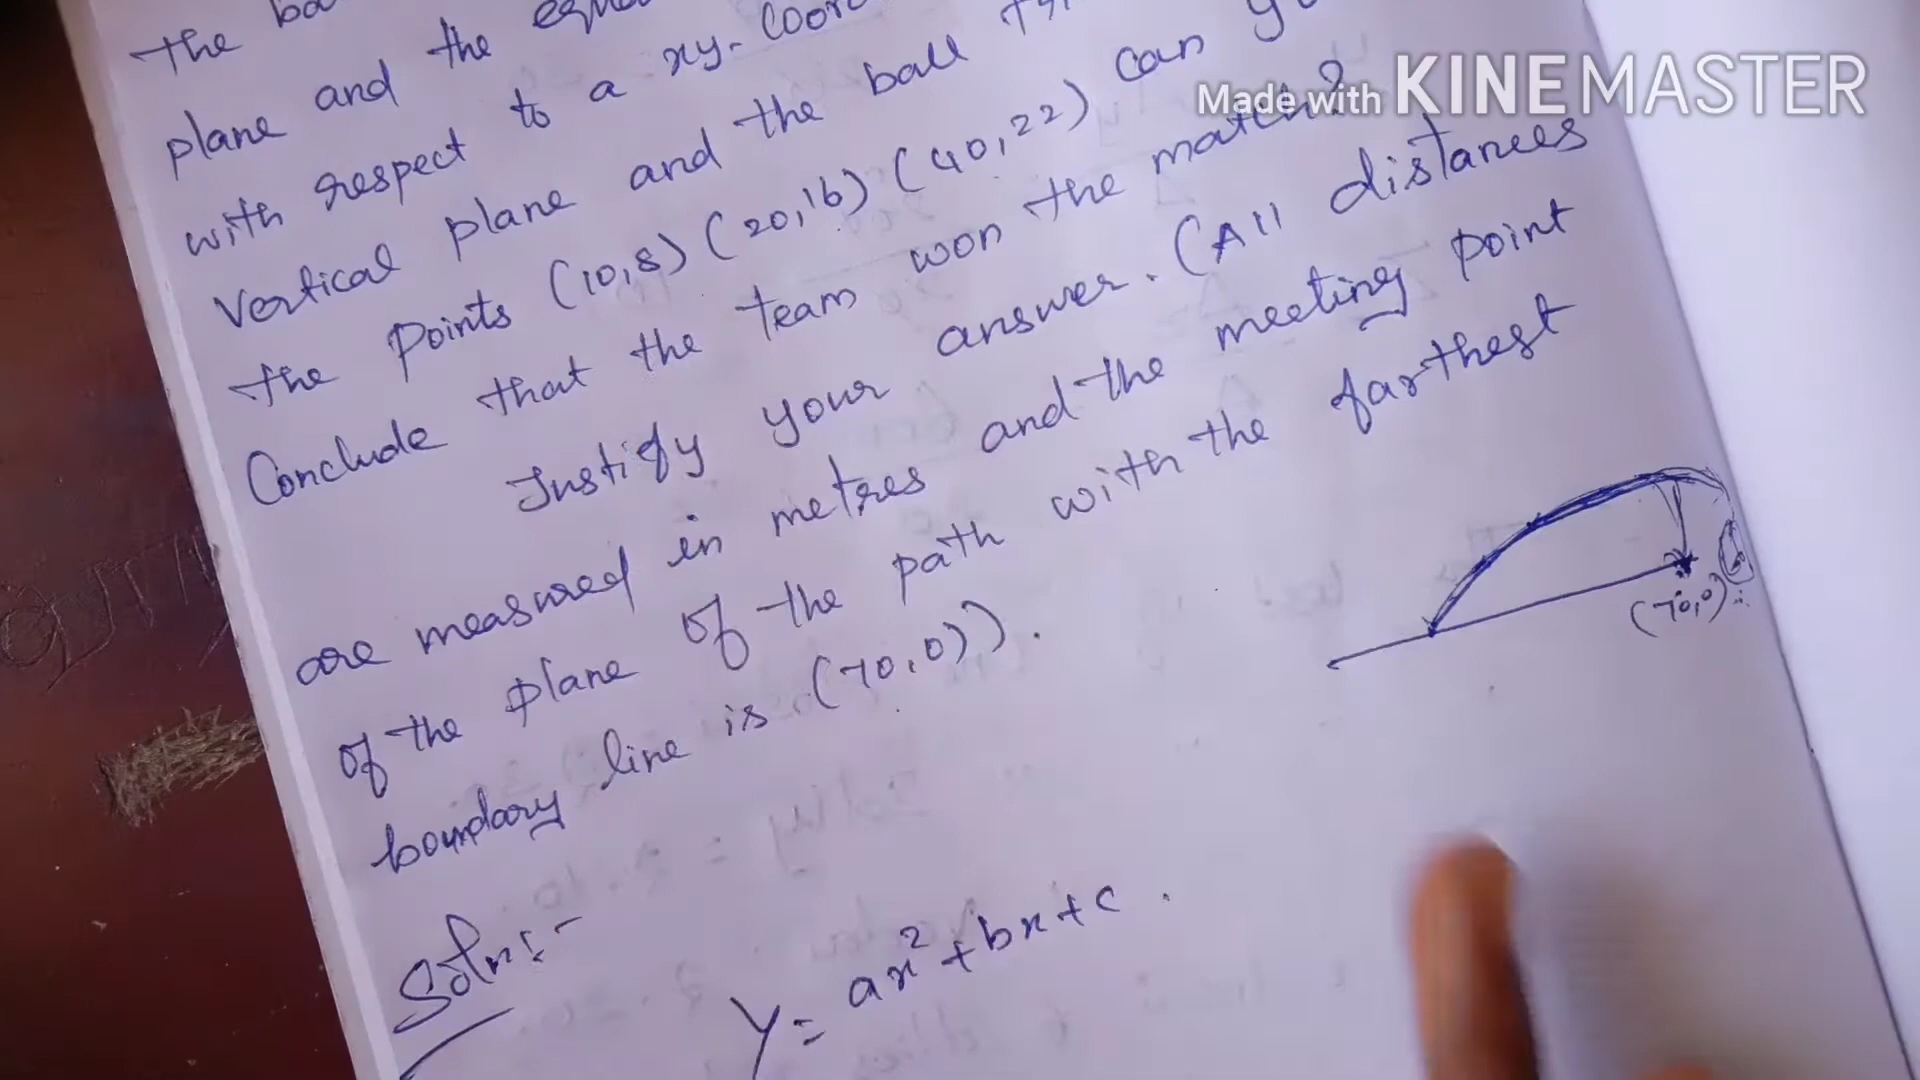 the
plane and the
with respect to a xy-
Vertical plane and the ball
the points (10,8) (20,16) (40,22) can
Conclude that the team won the match?
Justify your answer. (All distances
are measured in metres and the meeting point
of the plane of the path with the farthest
boundary line is (70,0)).
(70,0)
Soln:-
y = ax²+bx+c.
Made with KINEMASTER